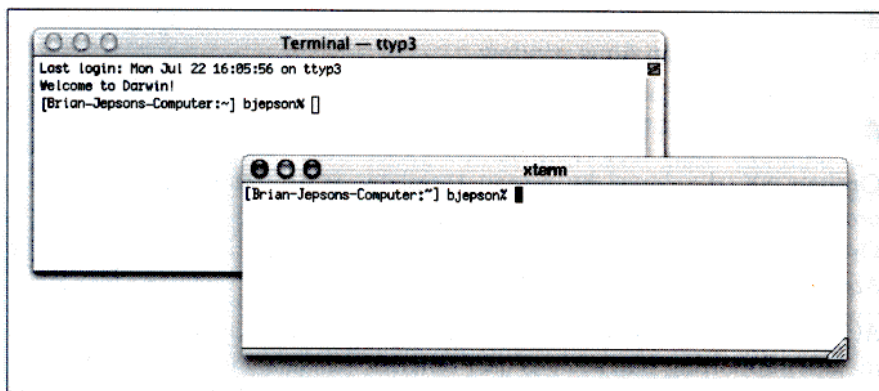 Terminal — ttyp3
Last login: Mon Jul 22 16:05:56 on ttyp3
Welcome to Darwin!
[Brian-Jepsons-Computer:~] bjepson%
xterm
[Brian-Jepsons-Computer:~] bjepson%